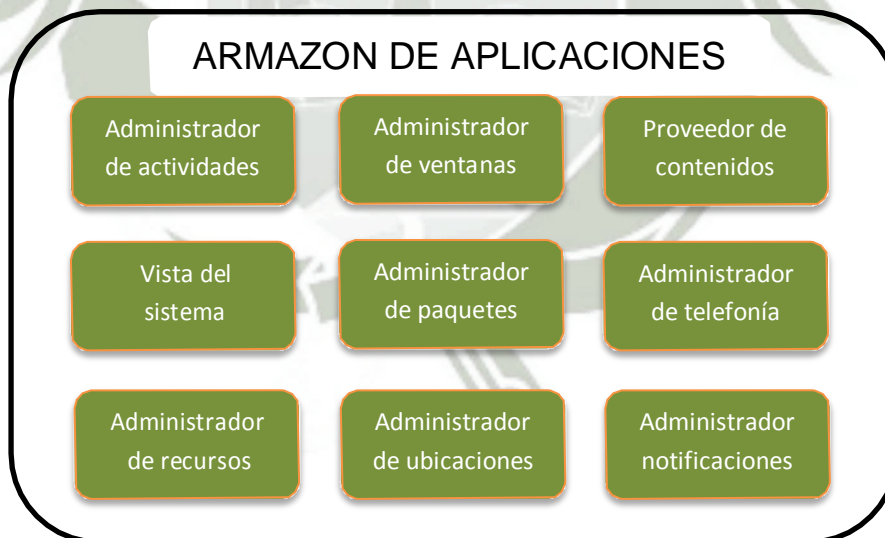 ARMAZON DE APLICACIONES
Administrador
de actividades
Administrador
de ventanas
Proveedor de
contenidos
Vista del
sistema
Administrador
de paquetes
Administrador
de telefonía
Administrador
de recursos
Administrador
de ubicaciones
Administrador
notificaciones